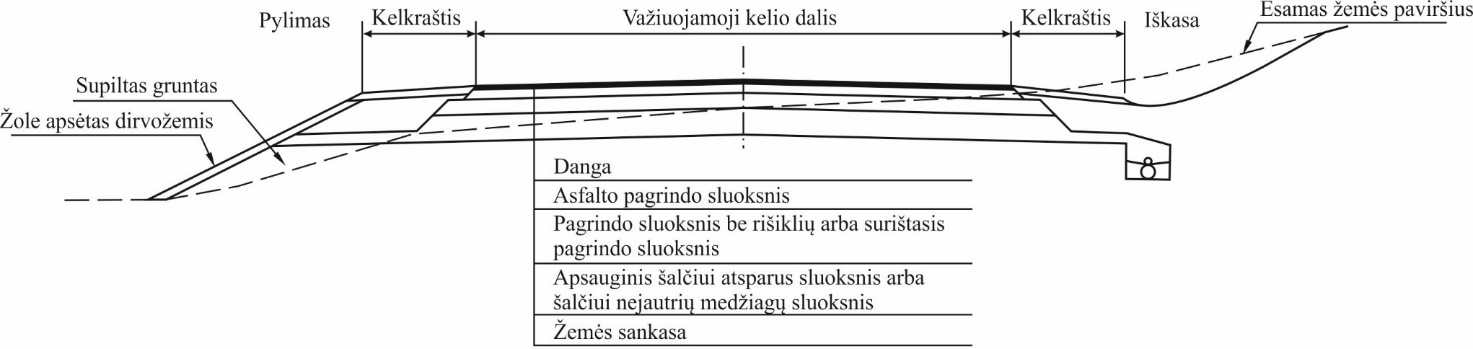 Pylimas
Kelkraštis
Važiuojamoji kelio dalis
Kelkraštis
Iškasa
Esamas žemės paviršius
Supiltas gruntas
Žole apsėtas dirvožemis
Danga
Asfalto pagrindo sluoksnis
Pagrindo sluoksnis be rišiklių arba surištasis
pagrindo sluoksnis
Apsauginis šalčiui atsparus sluoksnis arba
šalčiui nejautrių medžiagų sluoksnis
Žemės sankasa